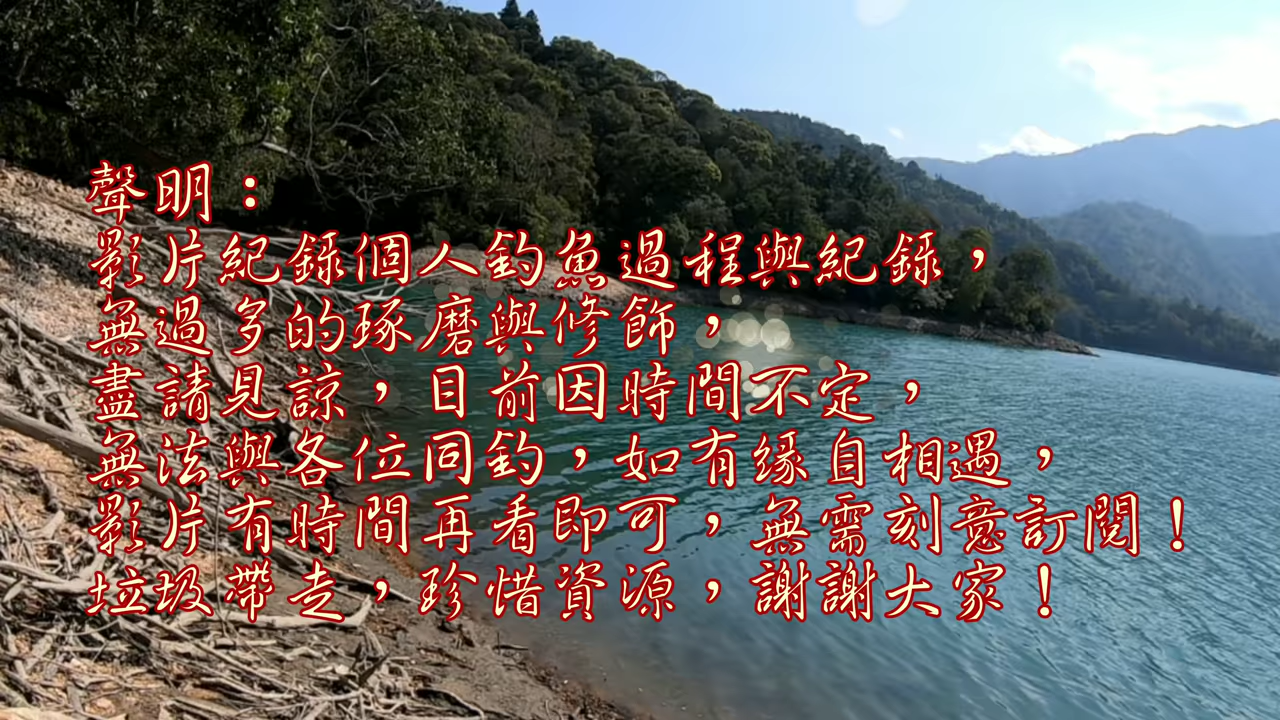 聲明：
影片紀錄個人釣魚過程與紀錄，
無過多的琢磨與修飾，
盡請見諒，目前因時間不定，
無法與各位同釣，如有緣自相遇，
影片有時間再看即可，無需刻意訂閱！
垃圾帶走，珍惜資源，謝謝大家！